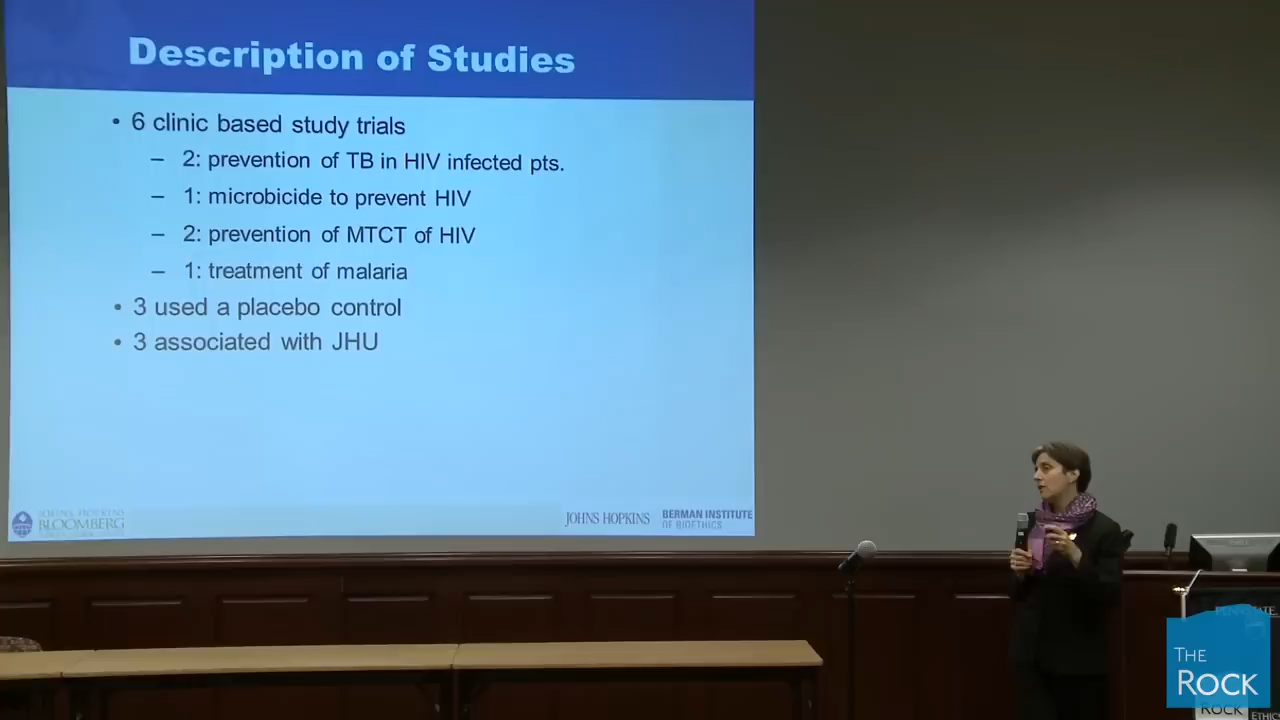 Description of Studies
• 6 clinic based study trials
– 2: prevention of TB in HIV infected pts.
– 1: microbicide to prevent HIV
– 2: prevention of MTCT of HIV
– 1: treatment of malaria
• 3 used a placebo control
• 3 associated with JHU
JOHNS HOPKINS
BLOOMBERG
JOHNS HOPKINS
BERMAN INSTITUTE
OF BIOETHICS
THE
ROCK
ROCK
ETHICS